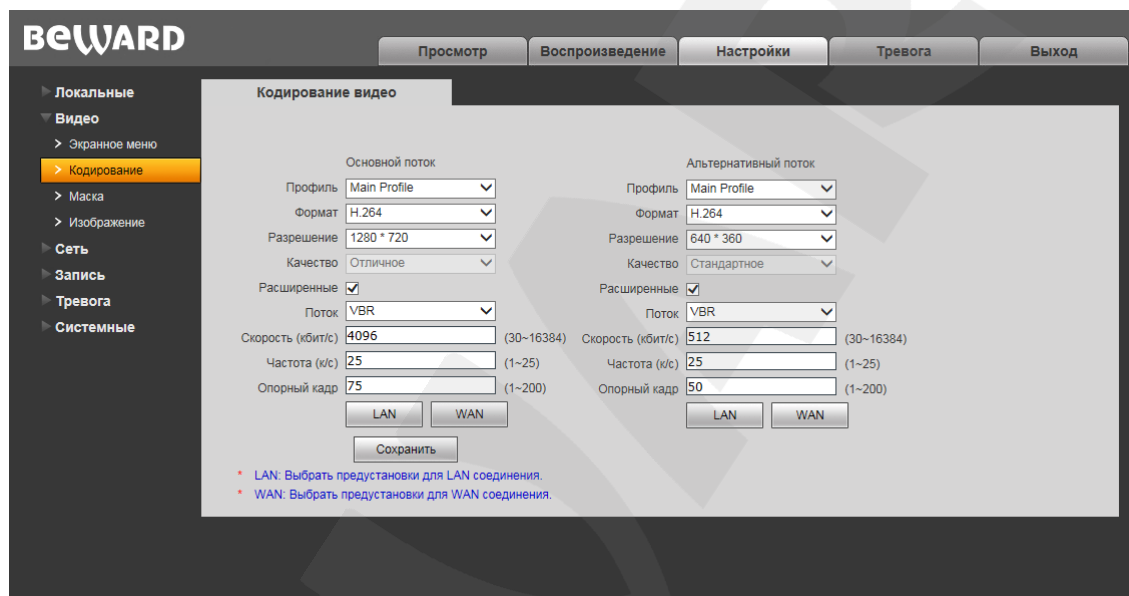 BEWARD
Просмотр Воспроизведение Настройки Тревога Выход
Локальные
Видео
> Экранное меню
> Кодирование
> Маска
> Изображение
Сеть
Запись
Тревога
Системные
Кодирование видео
Основной поток
Профиль Main Profile
Формат H.264
Разрешение 1280 * 720
Качество Отличное
Расширенные
Поток VBR
Скорость (кбит/с) 4096 (30~16384)
Частота (к/с) 25 (1~25)
Опорный кадр 75 (1~200)
LAN WAN
Альтернативный поток
Профиль Main Profile
Формат H.264
Разрешение 640 * 360
Качество Стандартное
Расширенные
Поток VBR
Скорость (кбит/с) 512 (30~16384)
Частота (к/с) 25 (1~25)
Опорный кадр 50 (1~200)
LAN WAN
Сохранить
* LAN: Выбрать предустановки для LAN соединения.
* WAN: Выбрать предустановки для WAN соединения.